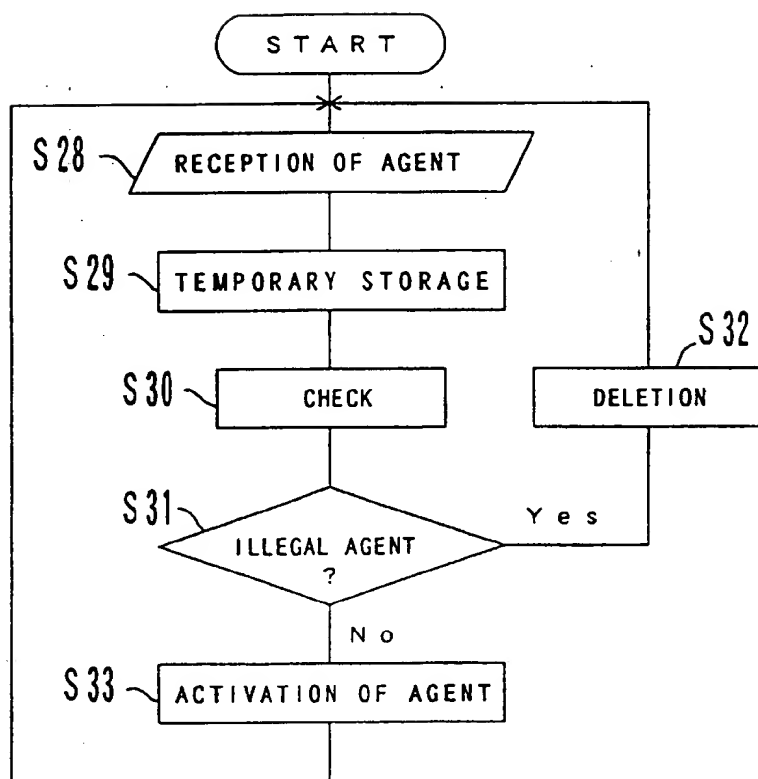 START
S28
RECEPTION OF AGENT
S29
TEMPORARY STORAGE
S32
S30
CHECK
DELETION
S31
Yes
ILLEGAL AGENT
?
No
S33
ACTIVATION OF AGENT